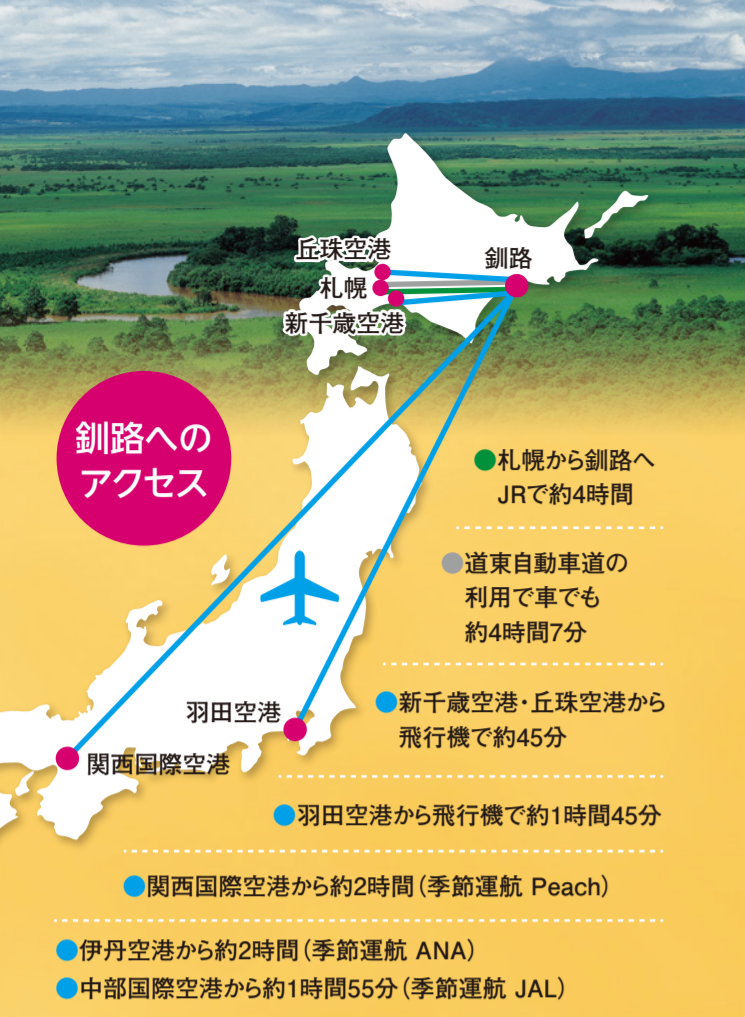 丘珠空港
釧路
札幌
新千歳空港
釧路への
アクセス
●札幌から釧路へ
JRで約4時間
●道東自動車道の
利用で車でも
約4時間7分
羽田空港
●新千歳空港・丘珠空港から
飛行機で約45分
関西国際空港
●羽田空港から飛行機で約1時間45分
●関西国際空港から約2時間（季節運航 Peach）
●伊丹空港から約2時間（季節運航 ANA）
●中部国際空港から約1時間55分（季節運航 JAL）